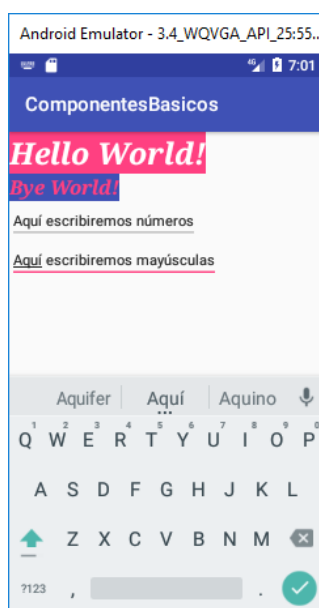 Android Emulator - 3.4_WQVGA_API_25:55..
4G 7:01
ComponentesBasicos
Hello World!
Bye World!
Aquí escribiremos números
Aquí escribiremos mayúsculas
Aquifer Aquí Aquino
1 2 3 4 5 6 7 8 9 0
Q W E R T Y U I O P
A S D F G H J K L
Z X C V B N M
?123 , .